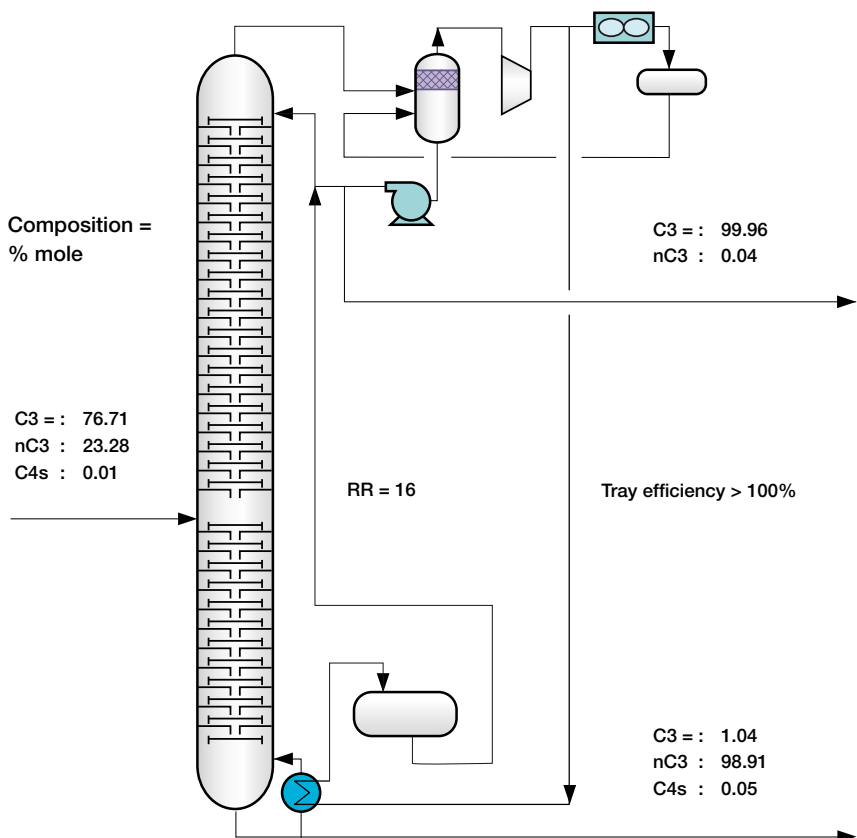 Composition =
% mole
C3 = : 99.96
nC3 : 0.04
C3 = : 76.71
nC3 : 23.28
C4s : 0.01
RR = 16
Tray efficiency > 100%
C3 = : 1.04
nC3 : 98.91
C4s : 0.05